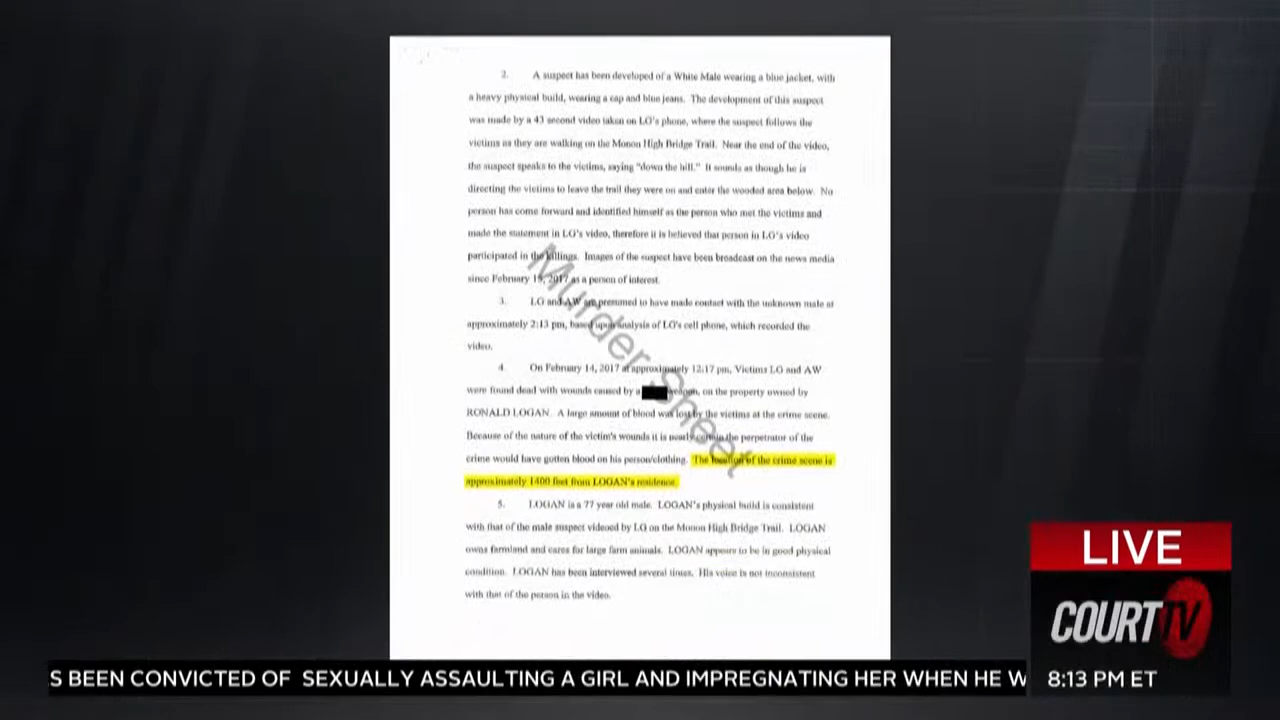 2. A suspect has been developed of a White Male wearing a blue jacket, with
a heavy physical build, wearing a cap and blue jeans. The development of this suspect
was made by a 43 second video taken on LG's phone, where the suspect follows the
victims as they are walking on the Monon High Bridge Trail. Near the end of the video,
the suspect speaks to the victims, saying "down the hill." It sounds as though he is
directing the victims to leave the trail they were on and enter the wooded area below. No
person has come forward and identified himself as the person who met the victims and
made the statement in LG's video, therefore it is believed that person in LG's video
participated in the killings. Images of the suspect have been broadcast on the news media
since February 15, 2017 as a person of interest.
3. LG and AW are presumed to have made contact with the unknown male at
approximately 2:13 pm, based upon analysis of LG's cell phone, which recorded the
video.
4. On February 14, 2017 at approximately 12:17 pm, Victims LG and AW
were found dead with wounds caused by a weapon, on the property owned by
RONALD LOGAN. A large amount of blood was lost by the victims at the crime scene.
Because of the nature of the victim's wounds it is nearly certain the perpetrator of the
crime would have gotten blood on his person/clothing. The location of the crime scene is
approximately 1400 feet from LOGAN's residence.
5. LOGAN is a 77 year old male. LOGAN's physical build is consistent
with that of the male suspect videoed by LG on the Monon High Bridge Trail. LOGAN
owns farmland and cares for large farm animals. LOGAN appears to be in good physical
condition. LOGAN has been interviewed several times. His voice is not inconsistent
with that of the person in the video.
Murder Sheet
LIVE
COURT TV
8:13 PM ET
S BEEN CONVICTED OF SEXUALLY ASSAULTING A GIRL AND IMPREGNATING HER WHEN HE W